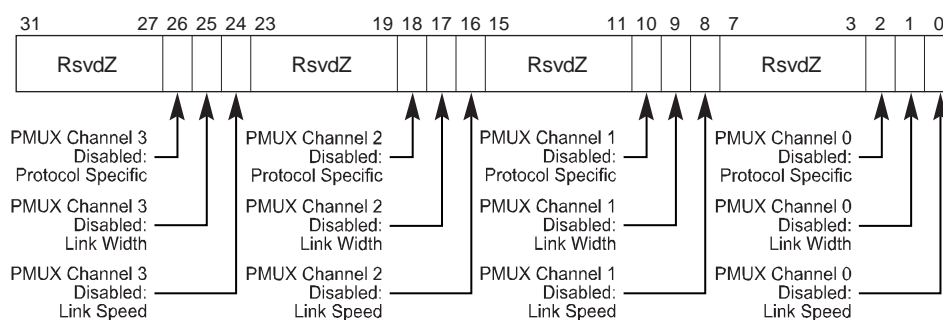 31 27 26 25 24 23 19 18 17 16 15 11 10 9 8 7 3 2 1 0
RsvdZ RsvdZ RsvdZ RsvdZ
PMUX Channel 3
Disabled:
Protocol Specific
PMUX Channel 3
Disabled:
Link Width
PMUX Channel 3
Disabled:
Link Speed
PMUX Channel 2
Disabled:
Protocol Specific
PMUX Channel 2
Disabled:
Link Width
PMUX Channel 2
Disabled:
Link Speed
PMUX Channel 1
Disabled:
Protocol Specific
PMUX Channel 1
Disabled:
Link Width
PMUX Channel 1
Disabled:
Link Speed
PMUX Channel 0
Disabled:
Protocol Specific
PMUX Channel 0
Disabled:
Link Width
PMUX Channel 0
Disabled:
Link Speed